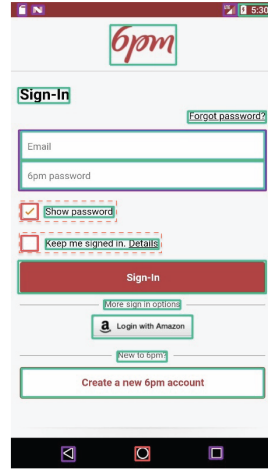 5:30
6pm
Sign-In
Forgot password?
Email
6pm password
Show password
Keep me signed in. Details
Sign-In
More sign in options
a Login with Amazon
New to 6pm?
Create a new 6pm account